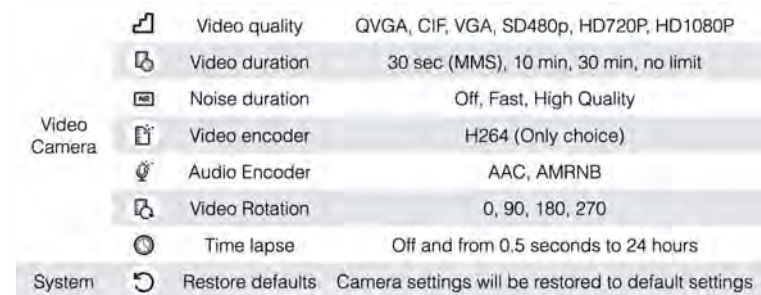 Video quality QVGA, CIF, VGA, SD480p, HD720P, HD1080P
Video duration 30 sec (MMS), 10 min, 30 min, no limit
Noise duration Off, Fast, High Quality
Video Camera
Video encoder H264 (Only choice)
Audio Encoder AAC, AMRNB
Video Rotation 0, 90, 180, 270
Time lapse Off and from 0.5 seconds to 24 hours
System Restore defaults Camera settings will be restored to default settings